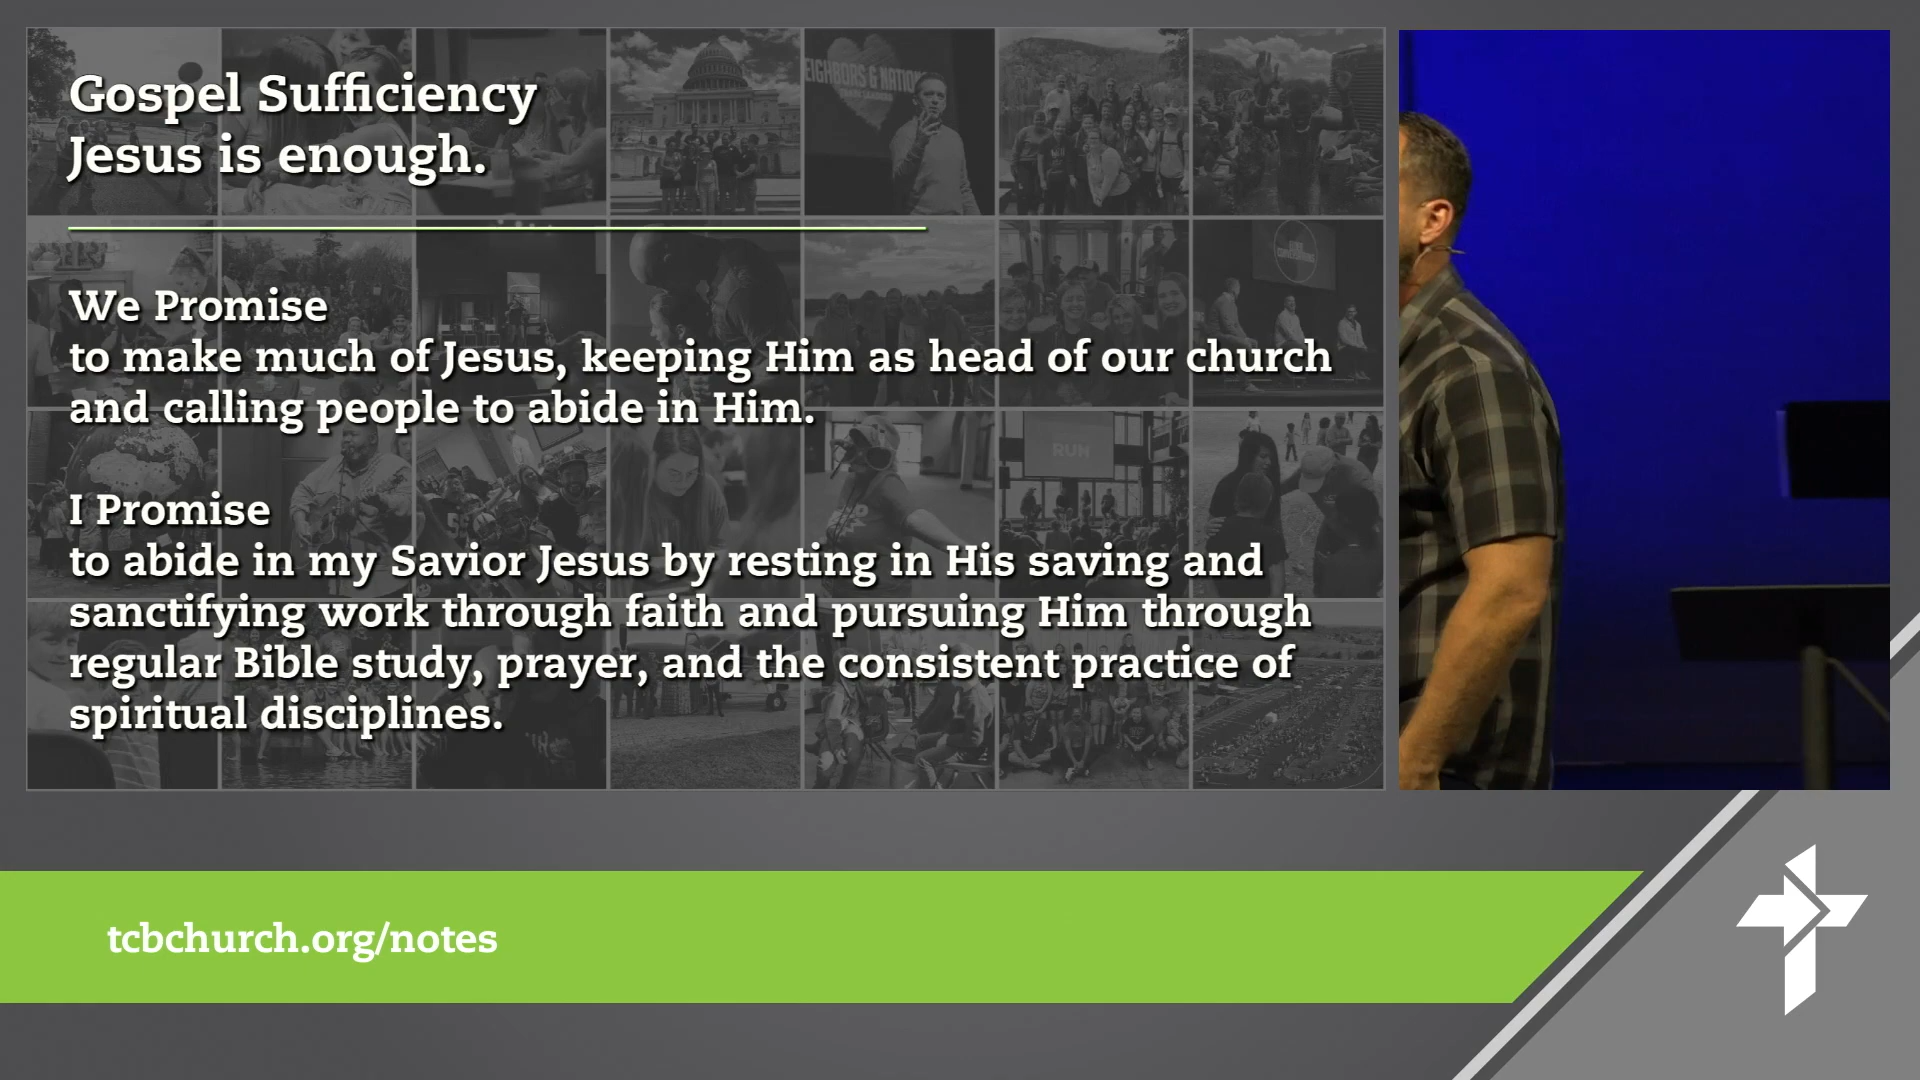 Gospel Sufficiency
Jesus is enough.
We Promise
to make much of Jesus, keeping Him as head of our church
and calling people to abide in Him.
I Promise
to abide in my Savior Jesus by resting in His saving and
sanctifying work through faith and pursuing Him through
regular Bible study, prayer, and the consistent practice of
spiritual disciplines.
RUN
tcbchurch.org/notes